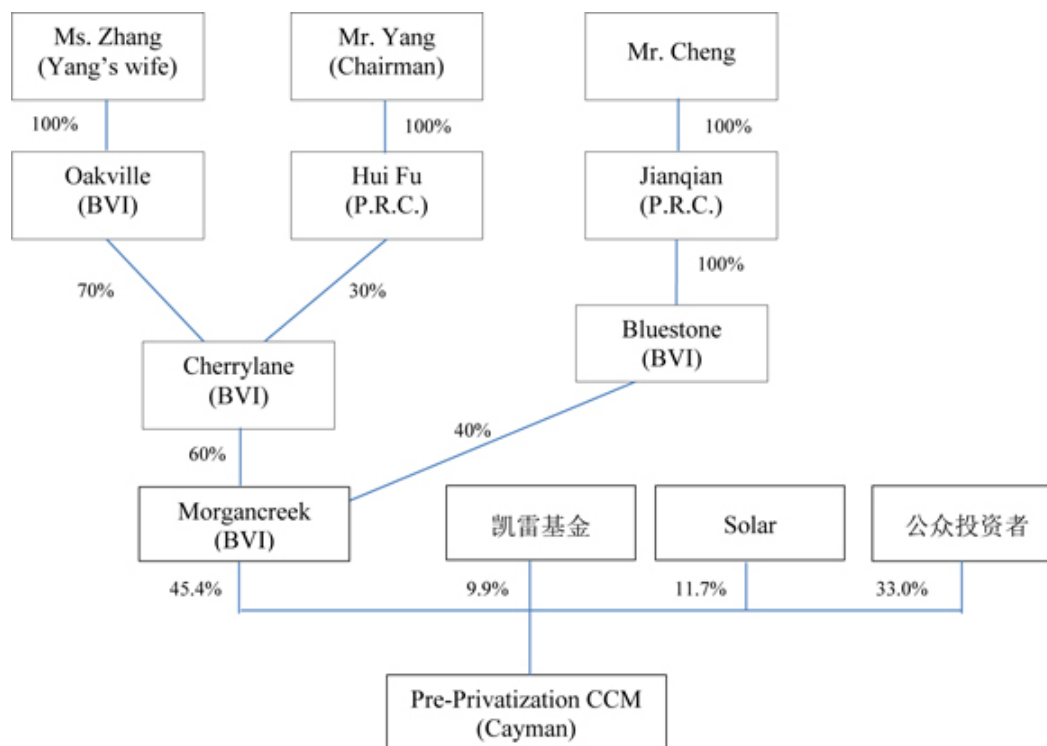 Ms. Zhang
(Yang’s wife)
Mr. Yang
(Chairman)
Mr. Cheng
100%
100%
100%
Oakville
(BVI)
Hui Fu
(P.R.C.)
Jianqian
(P.R.C.)
100%
70%
30%
Bluestone
(BVI)
Cherrylane
(BVI)
40%
60%
Morgancreek
(BVI)
凯雷基金
Solar
公众投资者
45.4%
9.9%
11.7%
33.0%
Pre-Privatization CCM
(Cayman)